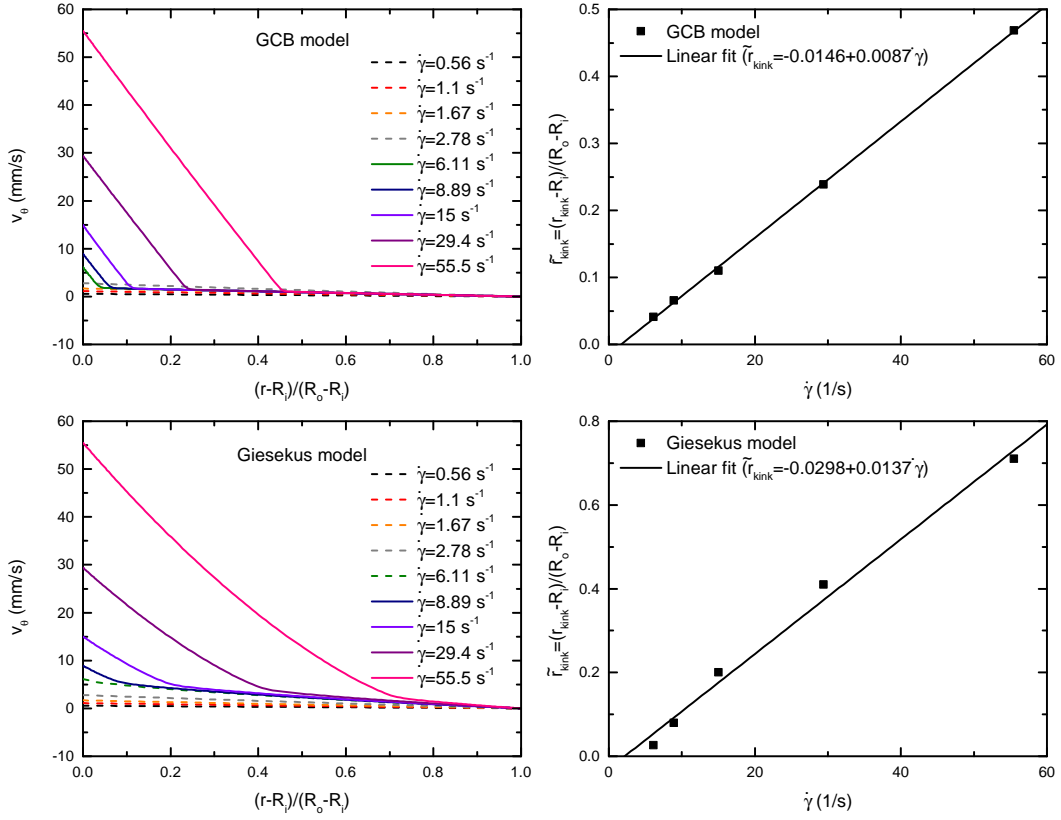 60
50
40
30
20
10
0
-10
0.0
0.2
0.4
0.6
0.8
1.0
v_θ (mm/s)
(r-R_i)/(R_o-R_i)
GCB model
γ̇=0.56 s⁻¹
γ̇=1.1 s⁻¹
γ̇=1.67 s⁻¹
γ̇=2.78 s⁻¹
γ̇=6.11 s⁻¹
γ̇=8.89 s⁻¹
γ̇=15 s⁻¹
γ̇=29.4 s⁻¹
γ̇=55.5 s⁻¹
0.5
0.4
0.3
0.2
0.1
0.0
0
20
40
60
r̃_kink=(r_kink-R_i)/(R_o-R_i)
γ̇ (1/s)
GCB model
Linear fit (r̃_kink=-0.0146+0.0087γ̇)
60
50
40
30
20
10
0
-10
0.0
0.2
0.4
0.6
0.8
1.0
v_θ (mm/s)
(r-R_i)/(R_o-R_i)
Giesekus model
γ̇=0.56 s⁻¹
γ̇=1.1 s⁻¹
γ̇=1.67 s⁻¹
γ̇=2.78 s⁻¹
γ̇=6.11 s⁻¹
γ̇=8.89 s⁻¹
γ̇=15 s⁻¹
γ̇=29.4 s⁻¹
γ̇=55.5 s⁻¹
0.8
0.6
0.4
0.2
0.0
0
20
40
60
r̃_kink=(r_kink-R_i)/(R_o-R_i)
γ̇ (1/s)
Giesekus model
Linear fit (r̃_kink=-0.0298+0.0137γ̇)